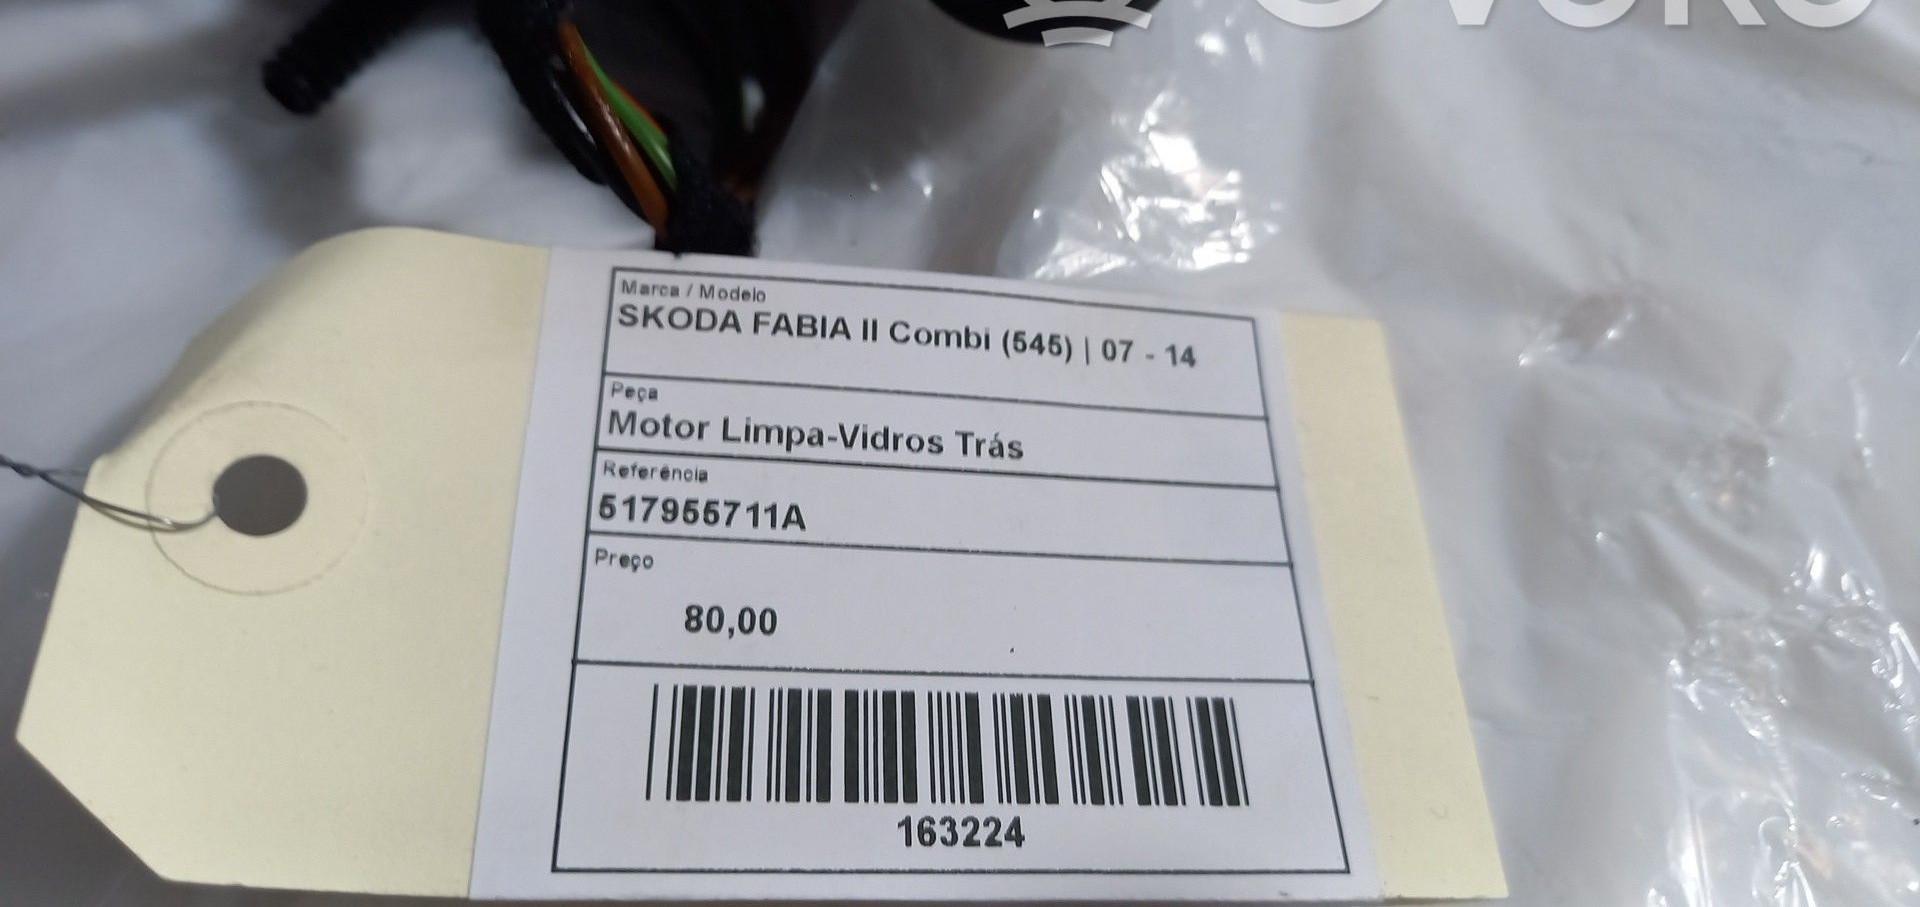 Marca / Modelo
SKODA FABIA II Combi (545) | 07 - 14
Peça
Motor Limpa-Vidros Trás
Referência
517955711A
Preço
80,00
163224